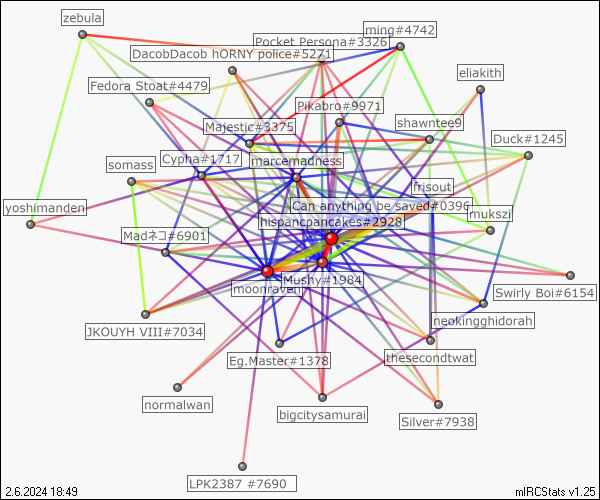 zebula
ming#4742
Pocket Persona#3326
DacobDacob hORNY police#5271
eliakith
Fedora Stoat#4479
Pikabro#9971
Majestic#3375
shawntee9
Duck#1245
Cypha#1717
marcemadness
somass
frisout
Can anything be saved#0396
yoshimanden
mukszi
hispancpancakes#2928
Madネコ#6901
Mushy#1984
moonraven
Swirly Boi#6154
neokingghidorah
JKOUYH VIII#7034
Eg.Master#1378
thesecondtwat
normalwan
bigcitysamurai
Silver#7938
LPK2387 #7690
2.6.2024 18:49
mIRCStats v1.25